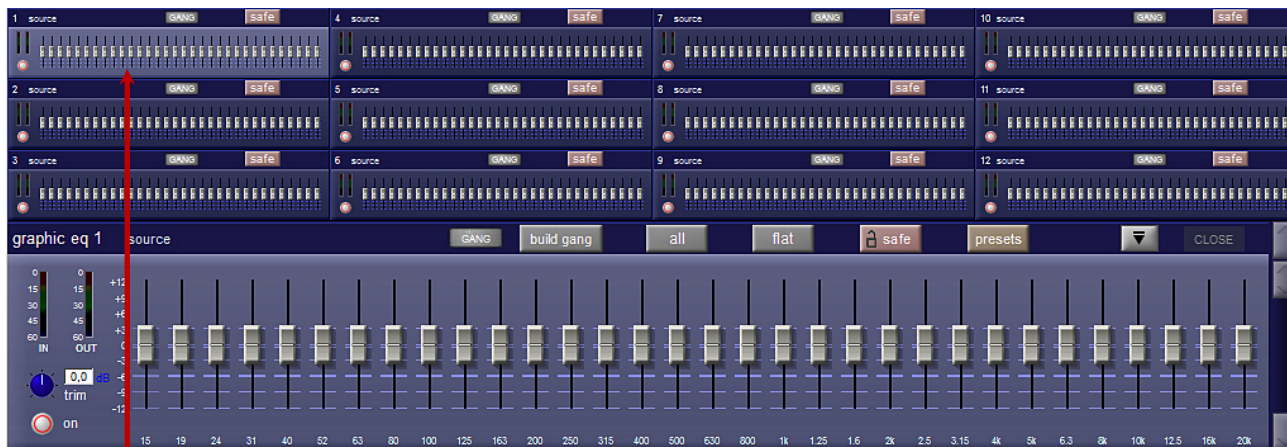 1 source GANG safe 4 source GANG safe 7 source GANG safe 10 source GANG safe
2 source GANG safe 5 source GANG safe 8 source GANG safe 11 source GANG safe
3 source GANG safe 6 source GANG safe 9 source GANG safe 12 source GANG safe
graphic eq 1 source GANG build gang all flat safe presets CLOSE
0 0 +12
15 15 +9
30 30 +6
45 45 +3
60 60 0
IN OUT -3
0,0 dB -6
trim -9
-12
on
15 19 24 31 40 52 63 80 100 125 163 200 250 315 400 500 630 800 1k 1.25 1.6 2k 2.5 3.15 4k 5k 6.3 8k 10k 12.5 16k 20k